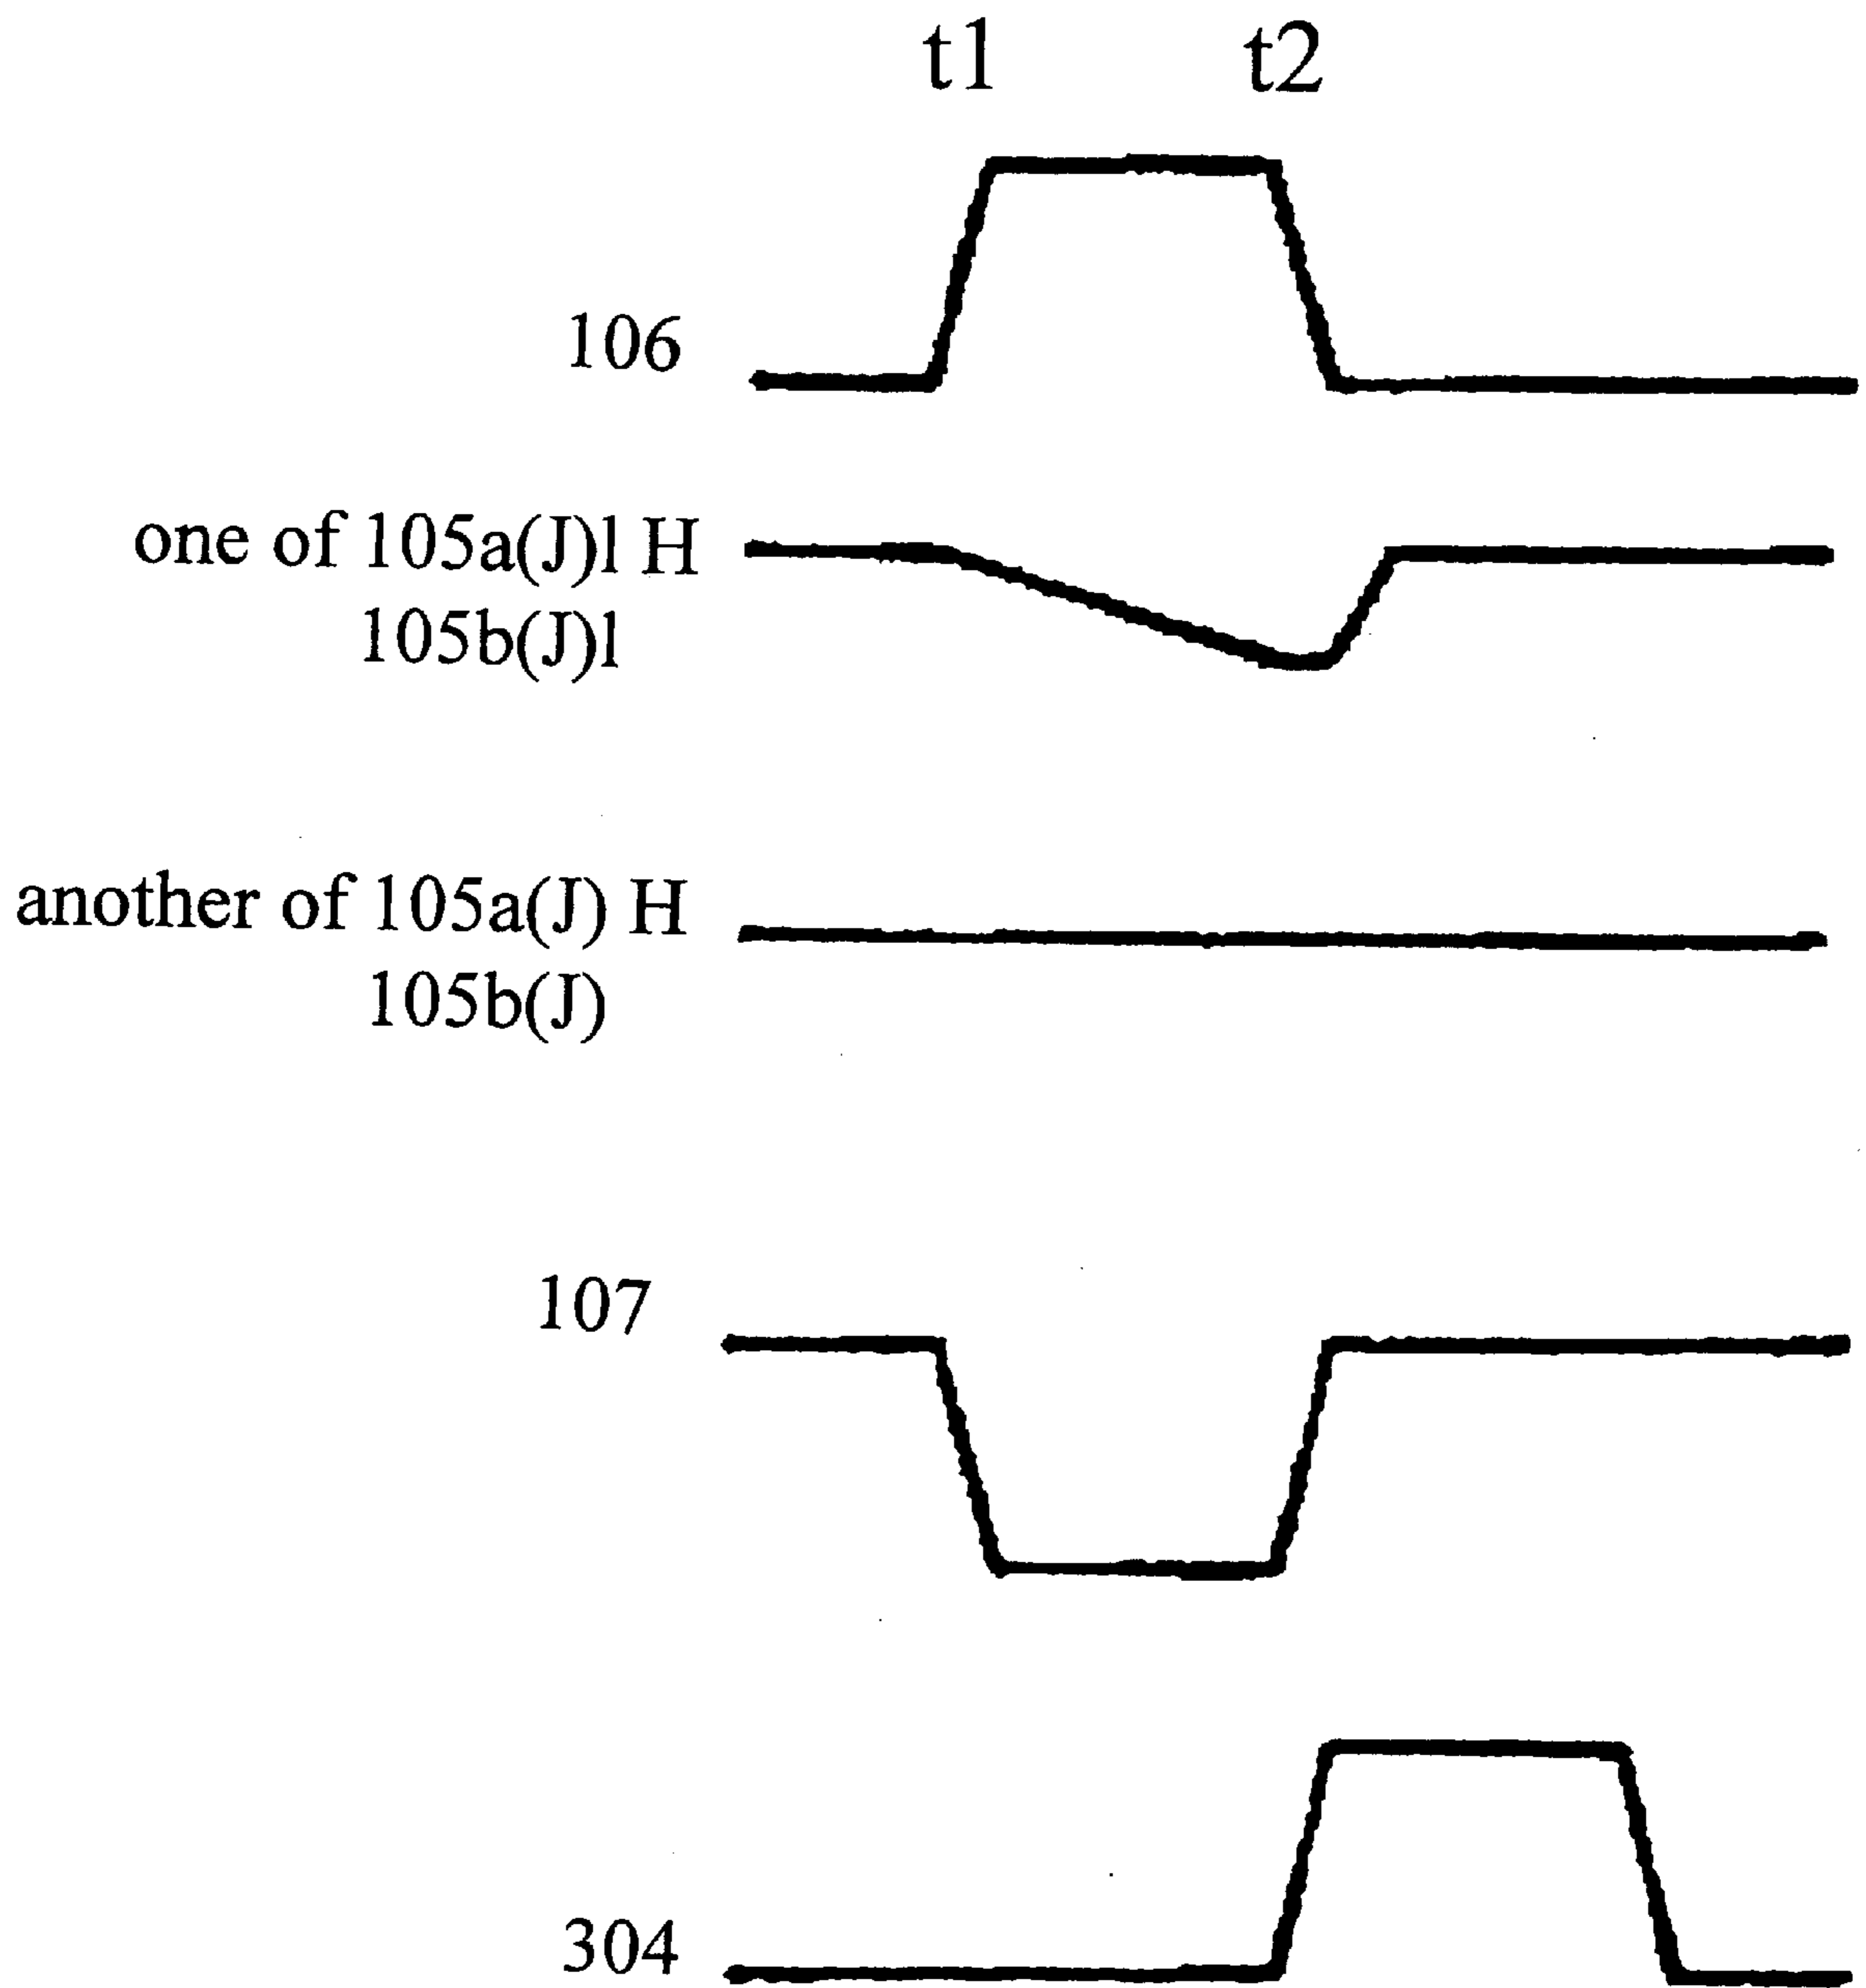 t1 t2
106
one of 105a(J)l H
105b(J)l
another of 105a(J) H
105b(J)
107
304